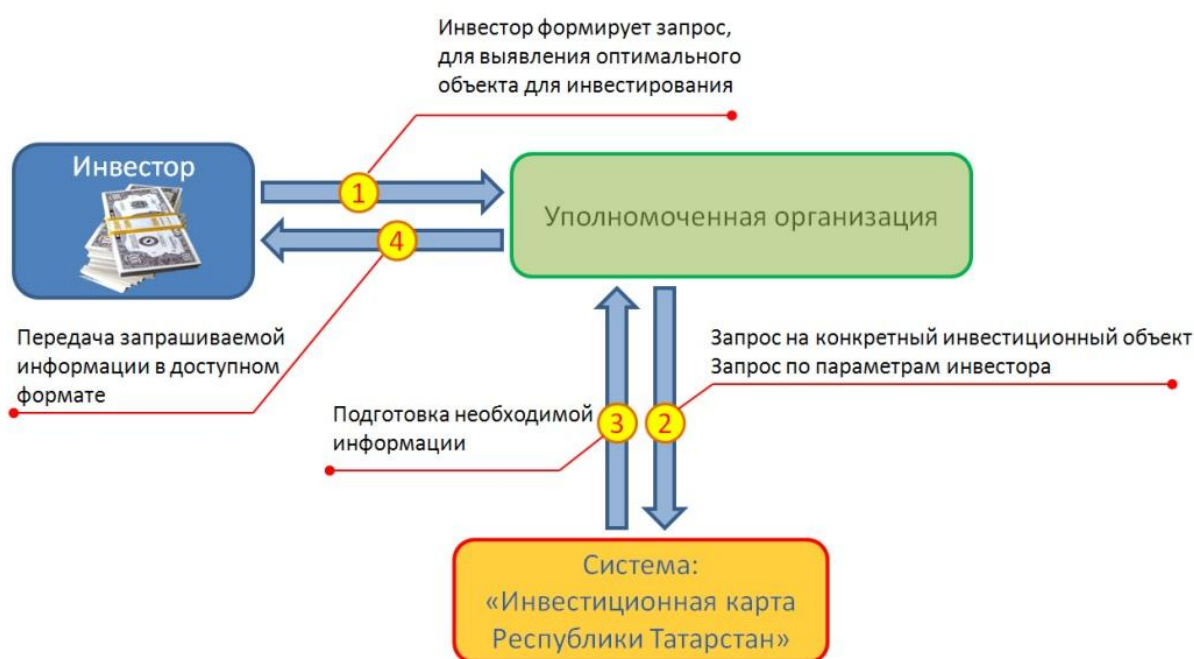 Инвестор формирует запрос,
для выявления оптимального
объекта для инвестирования
Инвестор
1
Уполномоченная организация
4
Передача запрашиваемой
информации в доступном
формате
Запрос на конкретный инвестиционный объект
Запрос по параметрам инвестора
Подготовка необходимой
информации
3
2
Система:
«Инвестиционная карта
Республики Татарстан»